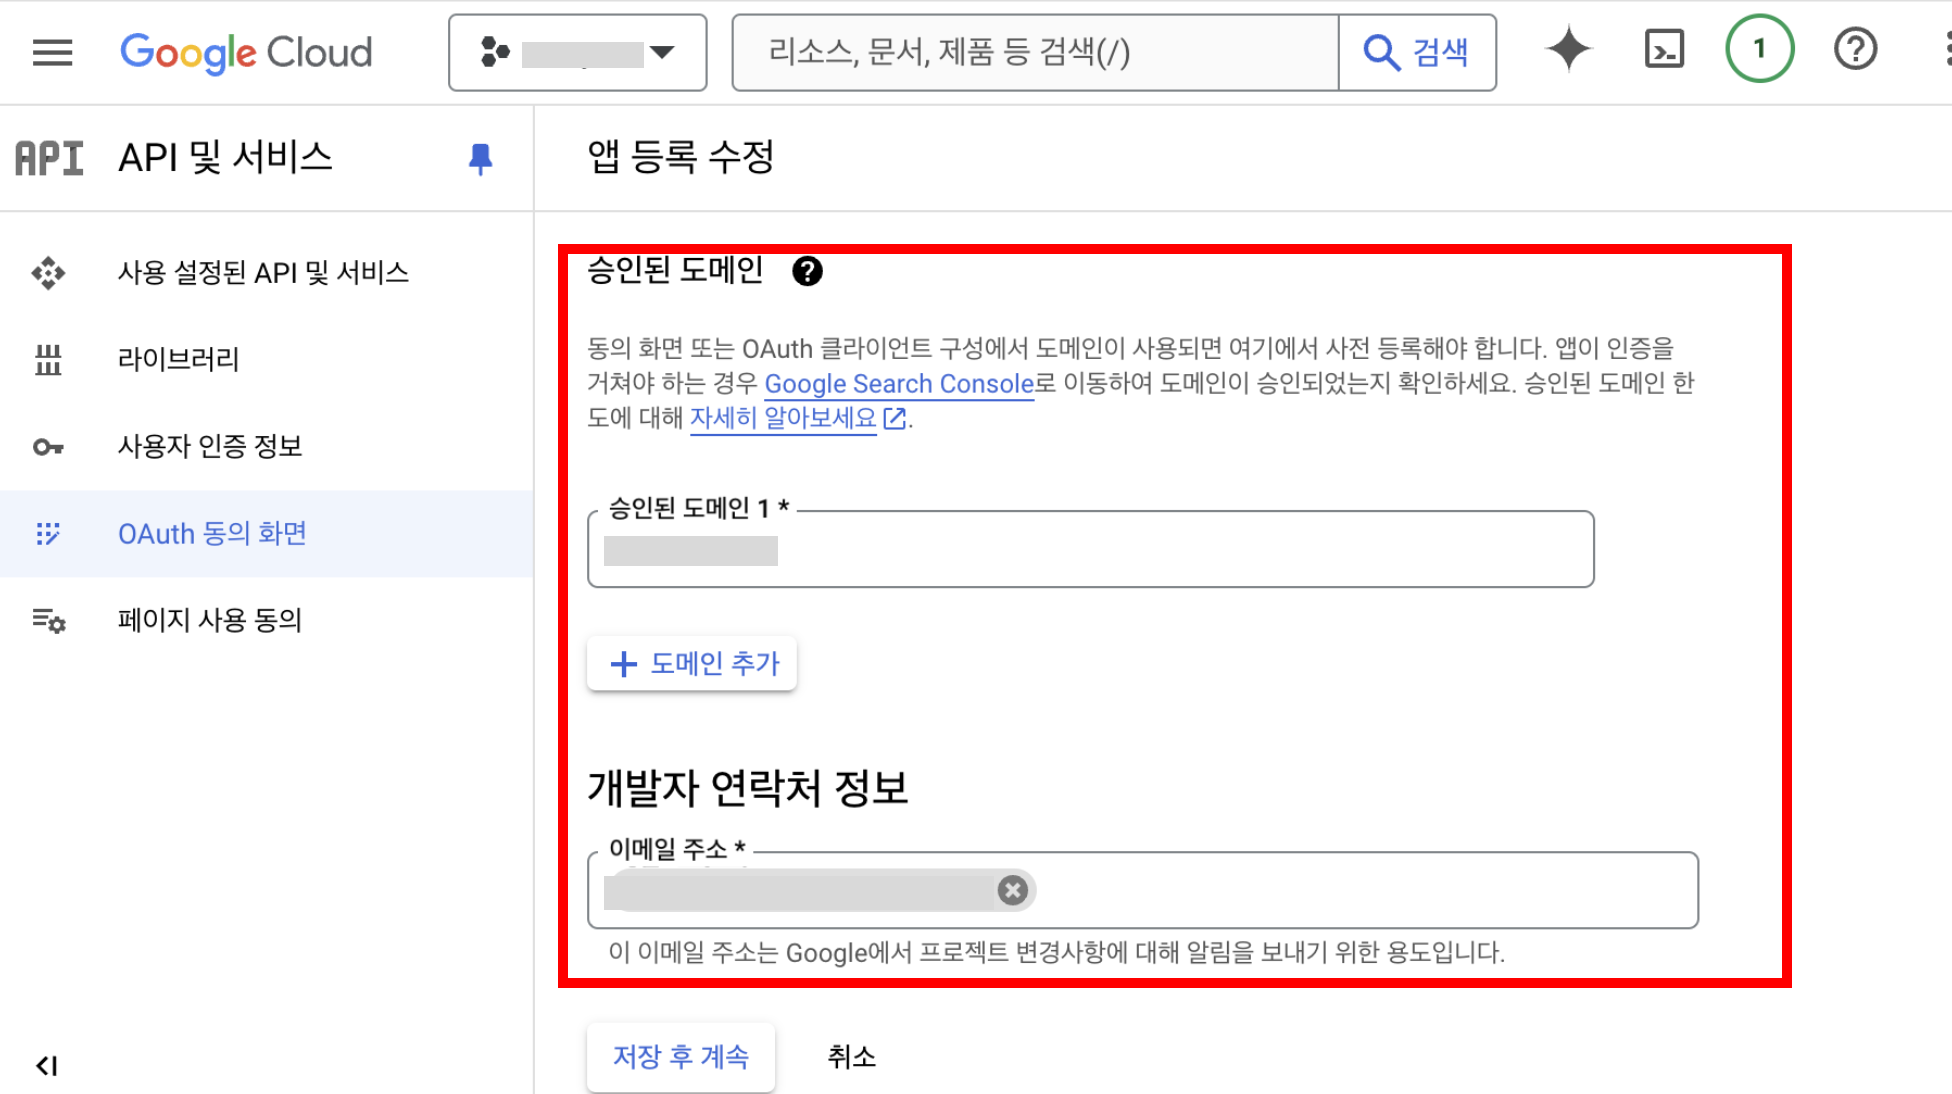 Google Cloud
리소스, 문서, 제품 등 검색(/)
검색
1
API API 및 서비스
앱 등록 수정
사용 설정된 API 및 서비스
라이브러리
사용자 인증 정보
OAuth 동의 화면
페이지 사용 동의
승인된 도메인
동의 화면 또는 OAuth 클라이언트 구성에서 도메인이 사용되면 여기에서 사전 등록해야 합니다. 앱이 인증을
거쳐야 하는 경우 Google Search Console로 이동하여 도메인이 승인되었는지 확인하세요. 승인된 도메인 한
도에 대해 자세히 알아보세요.
승인된 도메인 1 *
+ 도메인 추가
개발자 연락처 정보
이메일 주소 *
이 이메일 주소는 Google에서 프로젝트 변경사항에 대해 알림을 보내기 위한 용도입니다.
저장 후 계속
취소